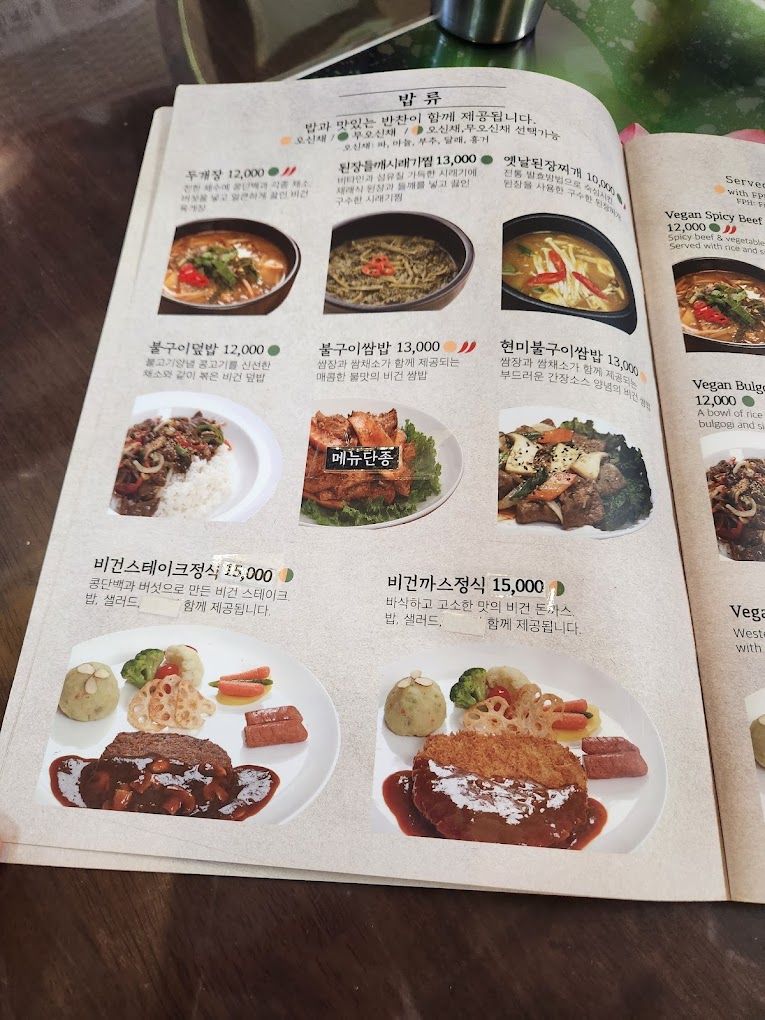 밥 류
밥과 맛있는 반찬이 함께 제공됩니다.
오신채 / 무오신채 / 오신채,무오신채 선택가능
오신채: 파, 마늘, 부추, 달래, 흥거
두개장 12,000
진한 채수에 콩단백과 각종 채소,
버섯을 넣고 얼큰하게 끓인 비건
육개장
된장들깨시래기찜 13,000
비타민과 섬유질 가득한 시래기에
재래식 된장과 들깨를 넣고 끓인
구수한 시래기찜
옛날된장찌개 10,000
전통 발효방법으로 숙성시킨
된장을 사용한 구수한 된장찌개
불구이덮밥 12,000
불고기양념 콩고기를 신선한
채소와 같이 볶은 비건 덮밥
불구이쌈밥 13,000
쌈장과 쌈채소가 함께 제공되는
매콤한 불맛의 비건 쌈밥
메뉴단종
현미불구이쌈밥 13,000
쌈장과 쌈채소가 함께 제공되는
부드러운 간장소스 양념의 비건 쌈밥
비건스테이크정식 15,000
콩단백과 버섯으로 만든 비건 스테이크
밥, 샐러드, 함께 제공됩니다.
비건까스정식 15,000
바삭하고 고소한 맛의 비건 돈까스
밥, 샐러드, 함께 제공됩니다.
Served
with FP
FPH: F
Vegan Spicy Beef
12,000
Spicy beef & vegetable
Served with rice and si
Vegan Bulg
12,000
A bowl of rice
bulgogi and si
Vega
Weste
with